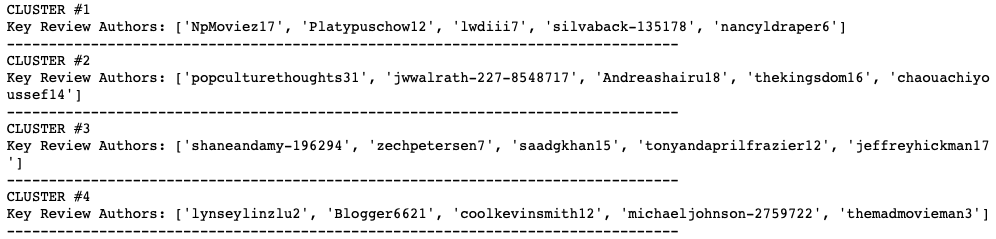 CLUSTER #1
Key Review Authors: ['NpMoviez17', 'Platypuschow12', 'lwdiii7', 'silvaback-135178', 'nancyldraper6']
--------------------------------------------------------------------------------
CLUSTER #2
Key Review Authors: ['popculturethoughts31', 'jwwalrath-227-8548717', 'Andreashairu18', 'thekingsdom16', 'chaouachiyo
ussef14']
--------------------------------------------------------------------------------
CLUSTER #3
Key Review Authors: ['shaneandamy-196294', 'zechpetersen7', 'saadgkhan15', 'tonyandaprilfrazier12', 'jeffreyhickman17
']
--------------------------------------------------------------------------------
CLUSTER #4
Key Review Authors: ['lynseylinzlu2', 'Blogger6621', 'coolkevinsmith12', 'michaeljohnson-2759722', 'themadmovieman3']
--------------------------------------------------------------------------------